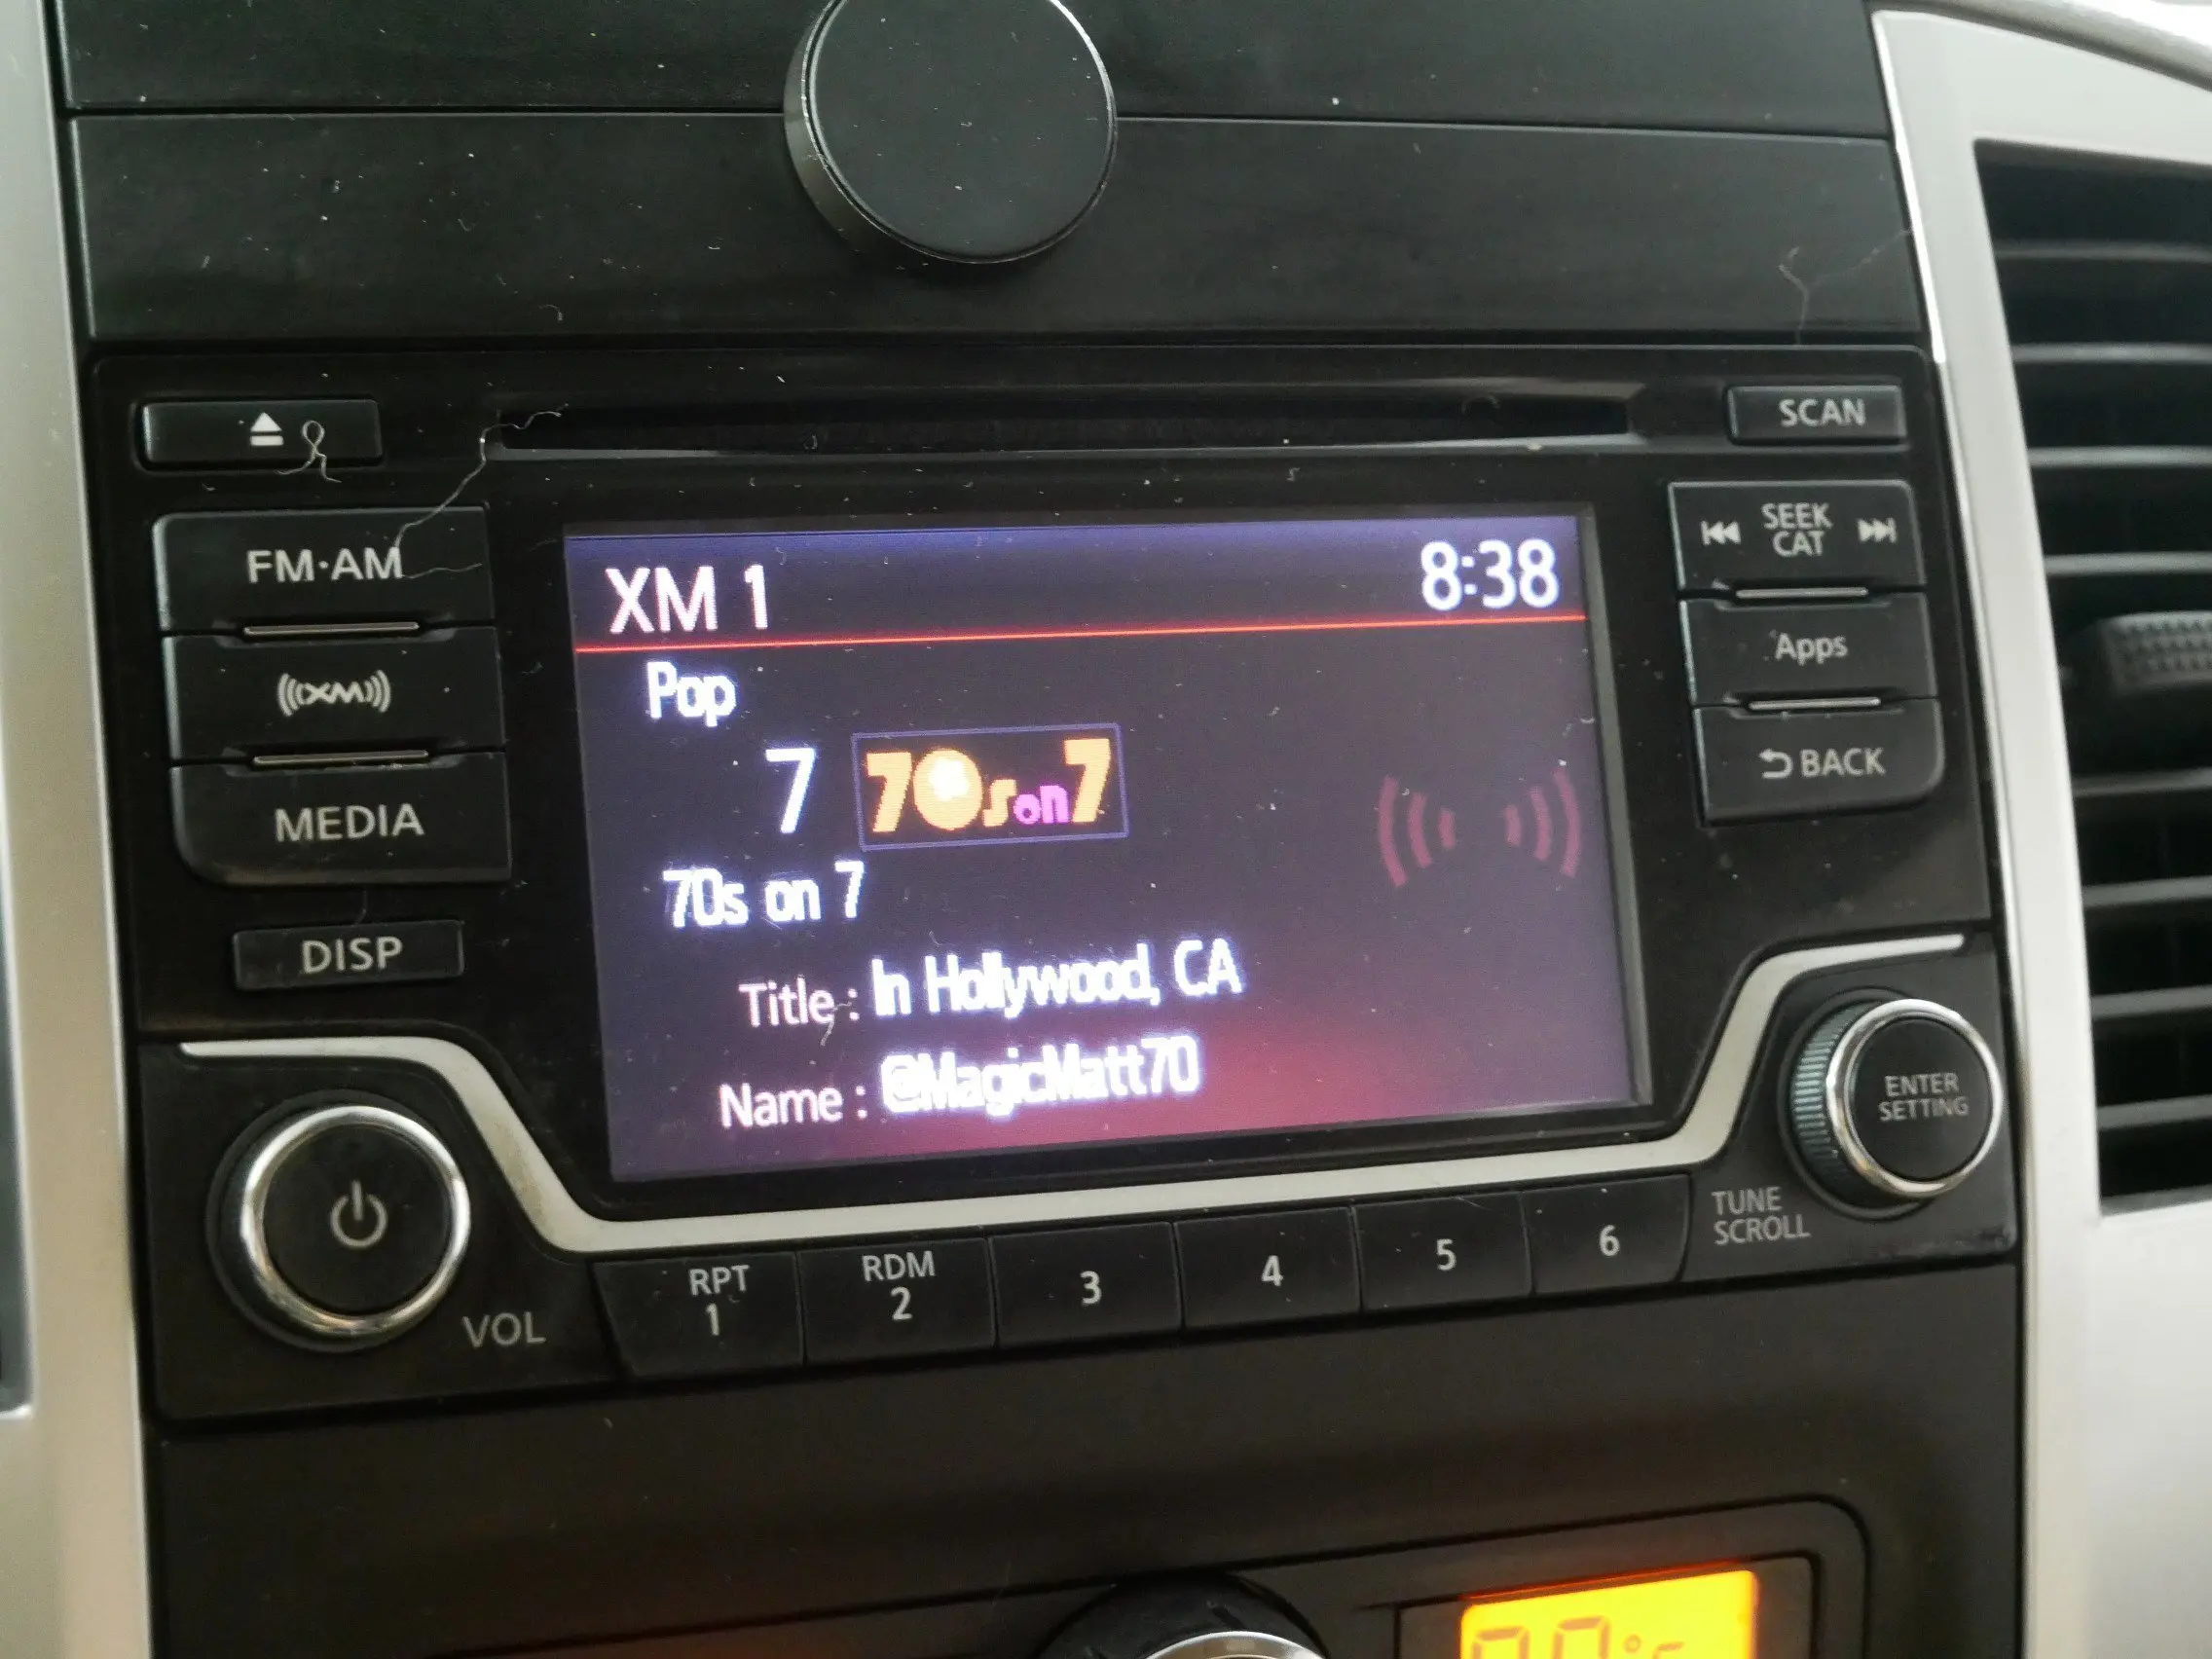 SCAN
FM·AM
SEEK
CAT
XM
Apps
MEDIA
BACK
DISP
XM 1
8:38
Pop
7
70s on 7
70s on 7
Title : In Hollywood, CA
Name : @MagicMatt70
ENTER
SETTING
TUNE
SCROLL
VOL
RPT
1
RDM
2
3
4
5
6